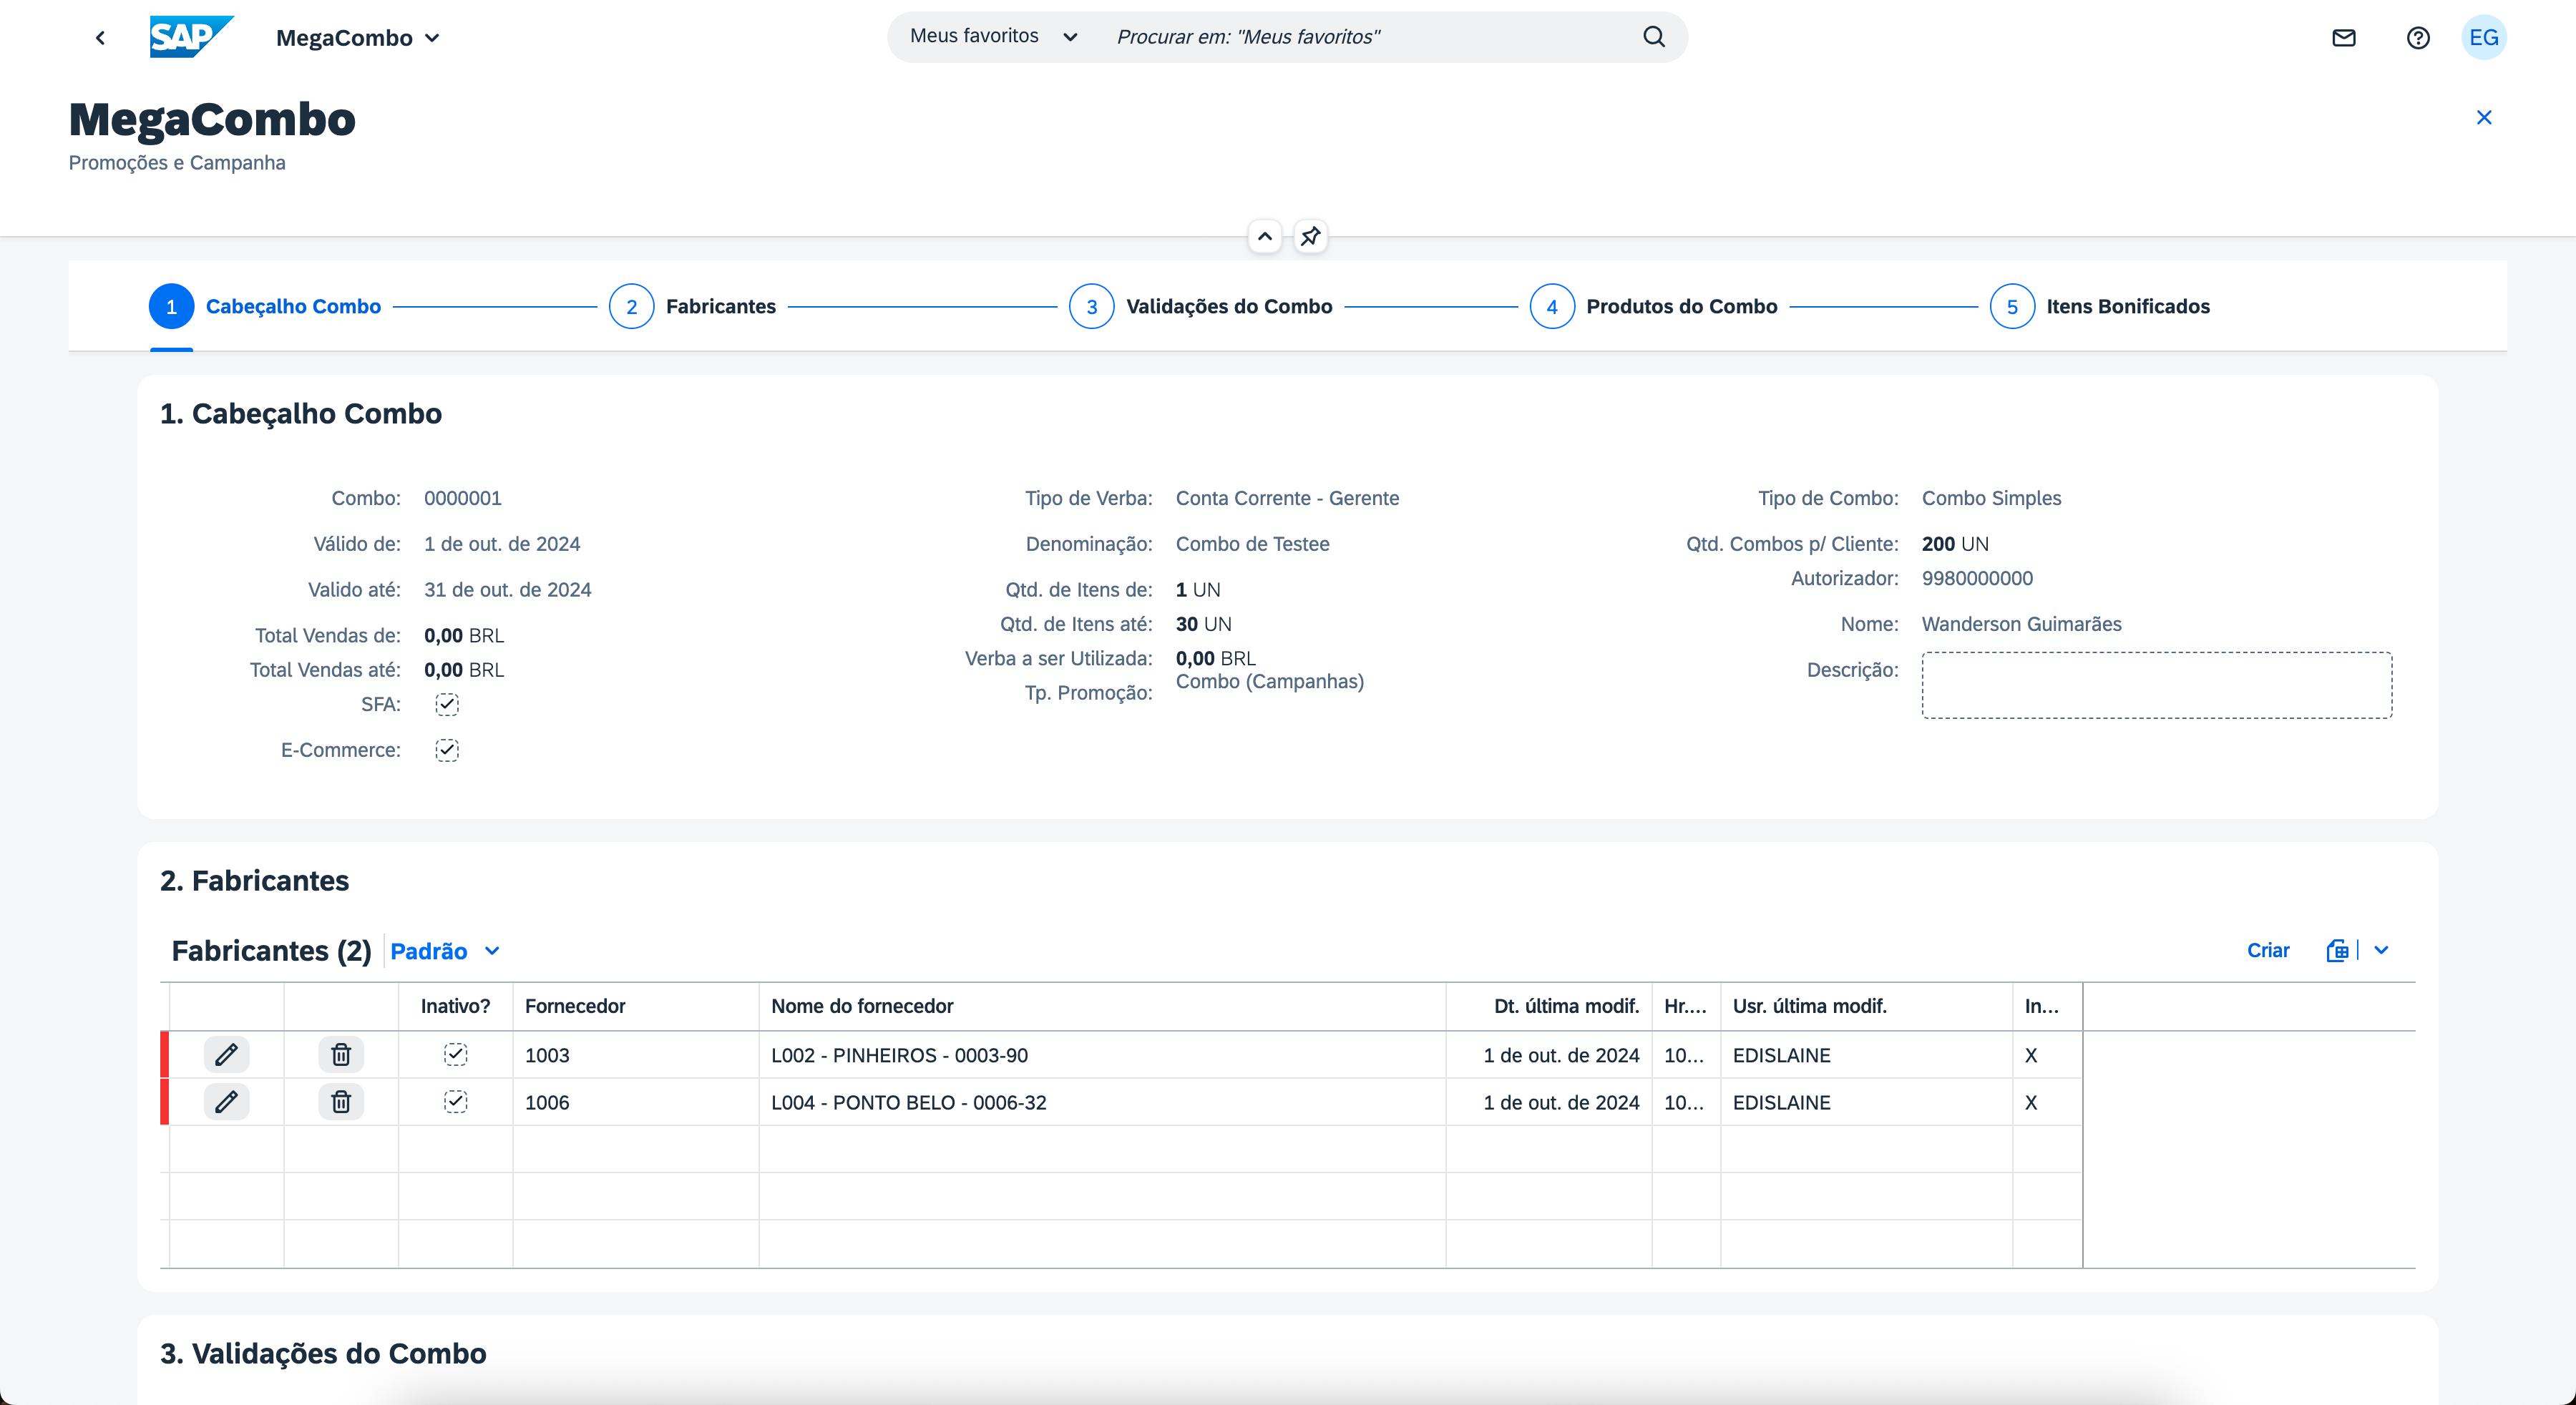 SAP MegaCombo Meus favoritos Procurar em: "Meus favoritos" EG
MegaCombo
Promoções e Campanha
1 Cabeçalho Combo 2 Fabricantes 3 Validações do Combo 4 Produtos do Combo 5 Itens Bonificados
1. Cabeçalho Combo
Combo: 0000001
Válido de: 1 de out. de 2024
Valido até: 31 de out. de 2024
Total Vendas de: 0,00 BRL
Total Vendas até: 0,00 BRL
SFA:
E-Commerce:
Tipo de Verba: Conta Corrente - Gerente
Denominação: Combo de Testee
Qtd. de Itens de: 1 UN
Qtd. de Itens até: 30 UN
Verba a ser Utilizada: 0,00 BRL
Tp. Promoção: Combo (Campanhas)
Tipo de Combo: Combo Simples
Qtd. Combos p/ Cliente: 200 UN
Autorizador: 9980000000
Nome: Wanderson Guimarães
Descrição:
2. Fabricantes
Fabricantes (2) Padrão Criar
Inativo? Fornecedor Nome do fornecedor Dt. última modif. Hr.... Usr. última modif. In...
1003 L002 - PINHEIROS - 0003-90 1 de out. de 2024 10... EDISLAINE X
1006 L004 - PONTO BELO - 0006-32 1 de out. de 2024 10... EDISLAINE X
3. Validações do Combo